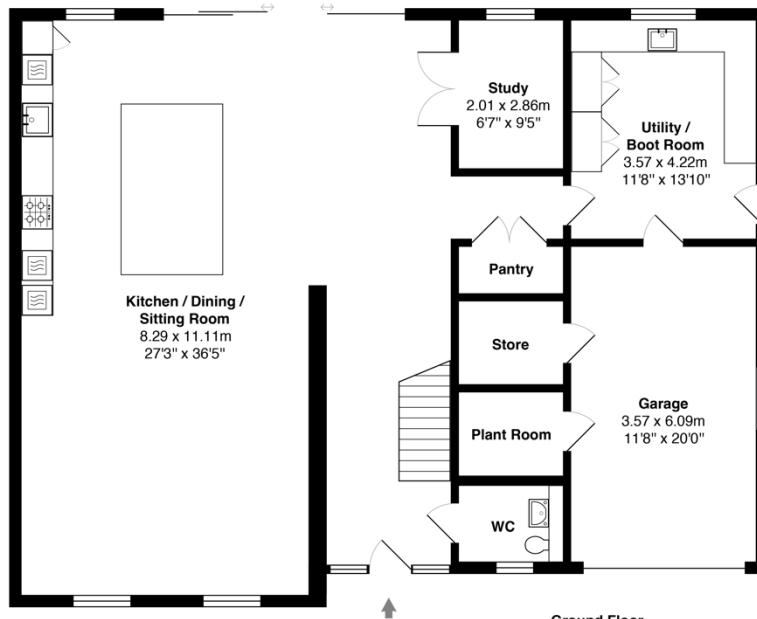 Study
2.01 x 2.86m
6'7" x 9'5"
Utility /
Boot Room
3.57 x 4.22m
11'8" x 13'10"
Pantry
Kitchen / Dining /
Sitting Room
8.29 x 11.11m
27'3" x 36'5"
Store
Garage
3.57 x 6.09m
11'8" x 20'0"
Plant Room
WC
Ground Floor